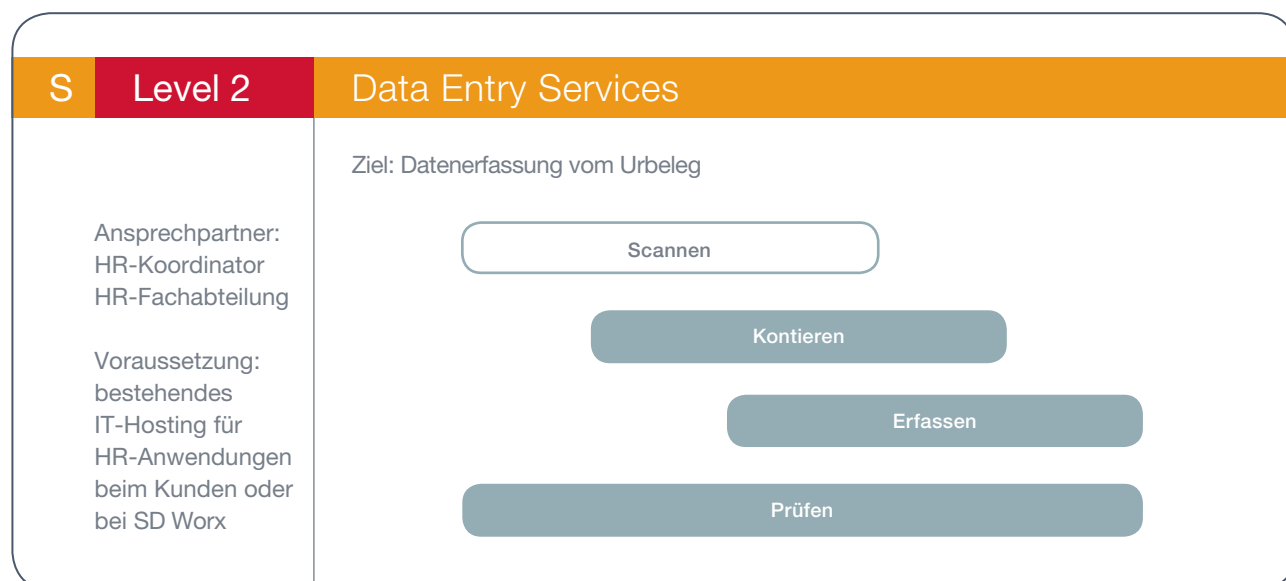 S Level 2 Data Entry Services
Ziel: Datenerfassung vom Urbeleg
Ansprechpartner:
HR-Koordinator
HR-Fachabteilung
Voraussetzung:
bestehendes
IT-Hosting für
HR-Anwendungen
beim Kunden oder
bei SD Worx
Scannen
Kontieren
Erfassen
Prüfen